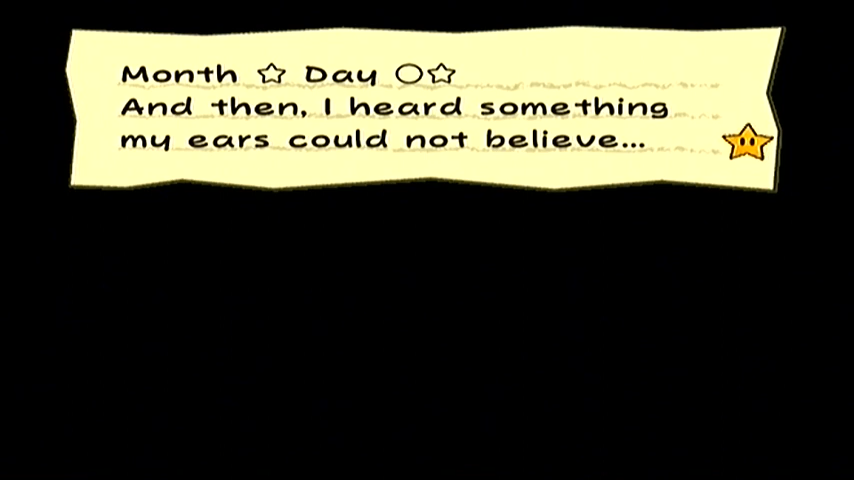 Month ☆ Day ○☆
And then, I heard something
my ears could not believe...